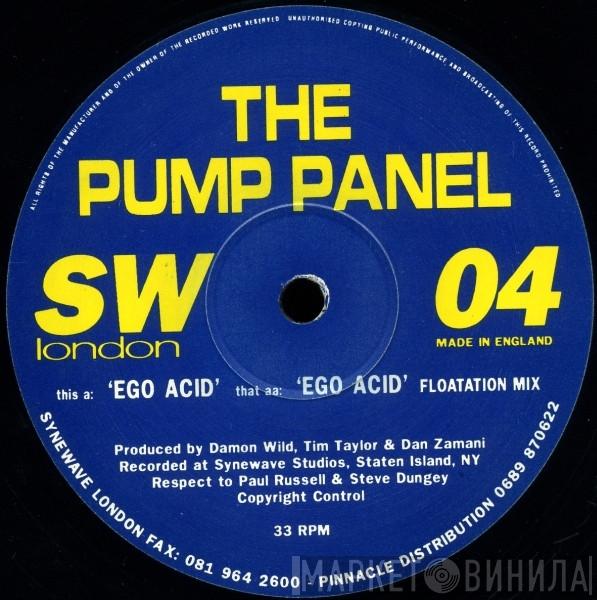 ALL RIGHTS OF THE MANUFACTURER AND OF THE OWNER OF THE RECORDED WORK RESERVED UNAUTHORISED COPYING PUBLIC PERFORMANCE AND BROADCASTING OF THIS RECORD PROHIBITED
THE
PUMP PANEL
SW
london
04
MADE IN ENGLAND
this a: 'EGO ACID' that aa: 'EGO ACID' FLOATATION MIX
Produced by Damon Wild, Tim Taylor & Dan Zamani
Recorded at Synewave Studios, Staten Island, NY
Respect to Paul Russell & Steve Dungey
Copyright Control
33 RPM
SYNEWAVE LONDON FAX: 081 964 2600 - PINNACLE DISTRIBUTION 0689 870622
МАРКЕТ ВИНИЛА